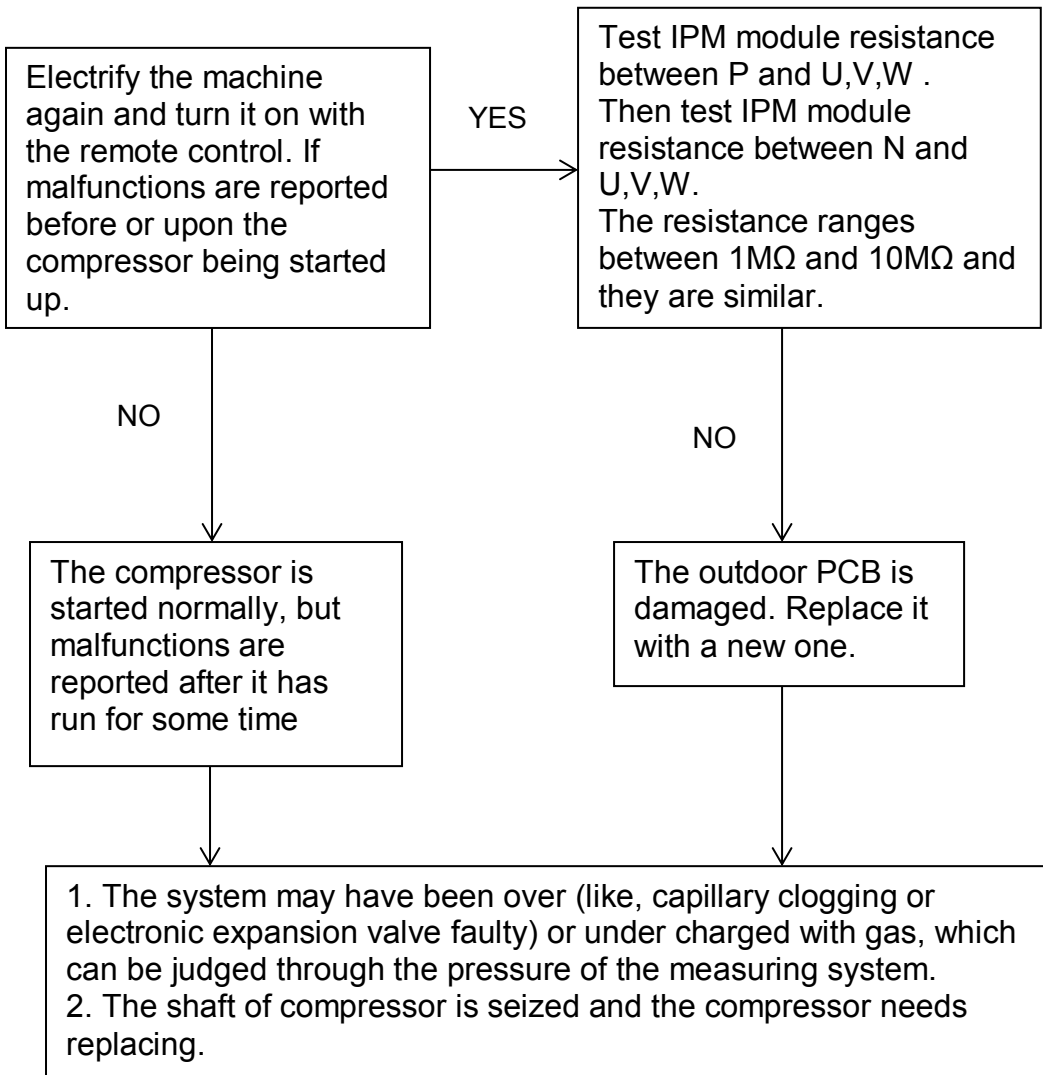 Electrify the machine
again and turn it on with
the remote control. If
malfunctions are reported
before or upon the
compressor being started
up.
YES
Test IPM module resistance
between P and U,V,W .
Then test IPM module
resistance between N and
U,V,W.
The resistance ranges
between 1MΩ and 10MΩ and
they are similar.
NO
NO
The compressor is
started normally, but
malfunctions are
reported after it has
run for some time
The outdoor PCB is
damaged. Replace it
with a new one.
1. The system may have been over (like, capillary clogging or
electronic expansion valve faulty) or under charged with gas, which
can be judged through the pressure of the measuring system.
2. The shaft of compressor is seized and the compressor needs
replacing.